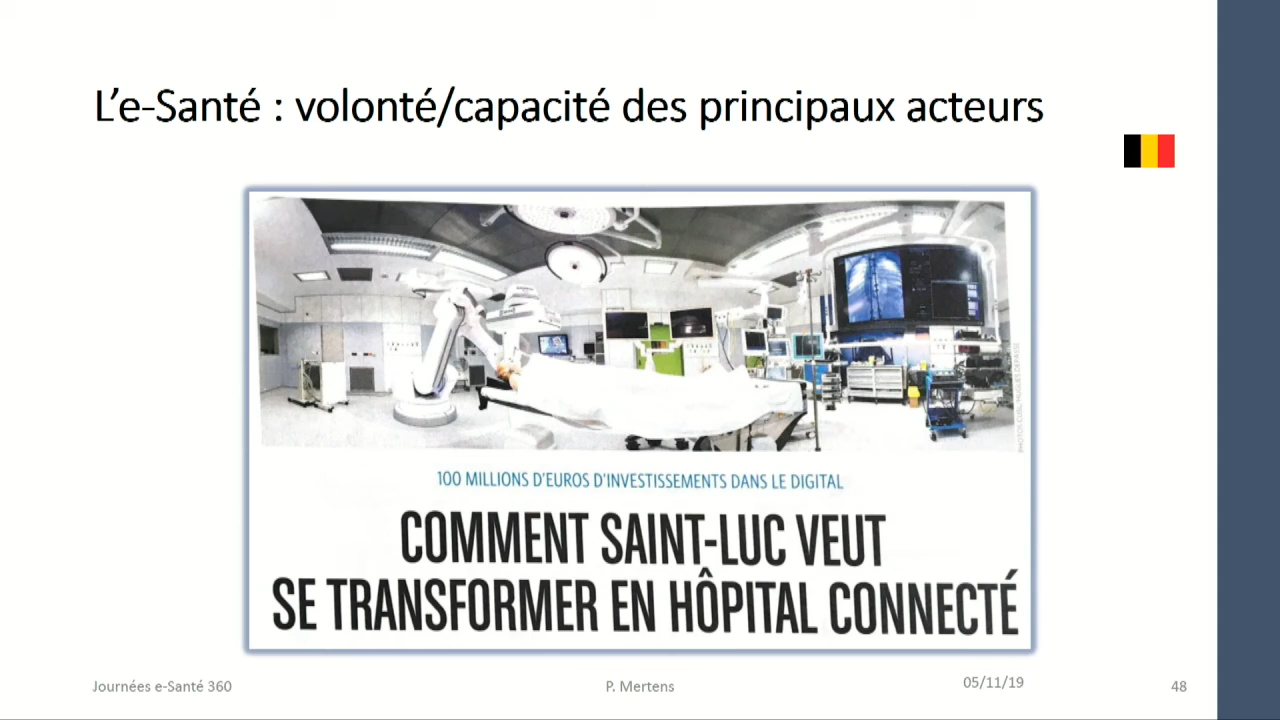 L'e-Santé : volonté/capacité des principaux acteurs
100 MILLIONS D'EUROS D'INVESTISSEMENTS DANS LE DIGITAL
COMMENT SAINT-LUC VEUT
SE TRANSFORMER EN HÔPITAL CONNECTÉ
Journées e-Santé 360
P. Mertens
05/11/19
48